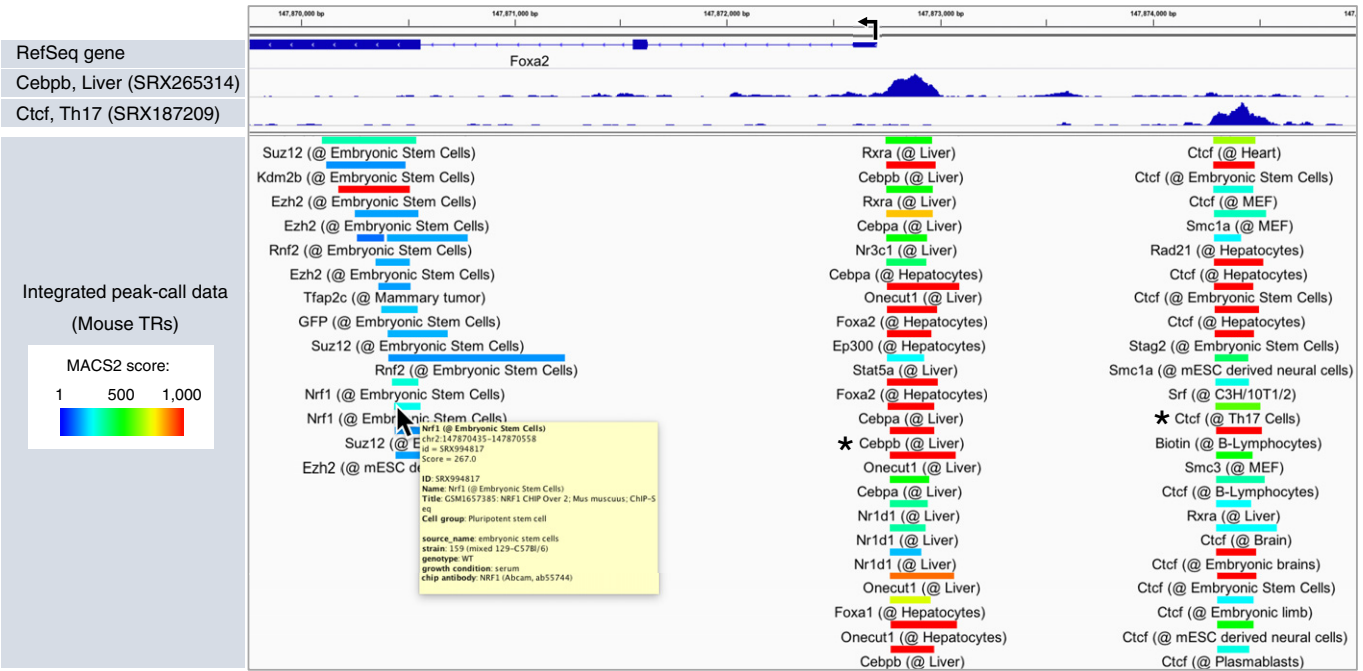 147,870,000 bp 147,871,000 bp 147,872,000 bp 147,873,000 bp 147,874,000 bp 147,
RefSeq gene
Foxa2
Cebpb, Liver (SRX265314)
Ctcf, Th17 (SRX187209)
Integrated peak-call data
(Mouse TRs)
MACS2 score:
1 500 1,000
Suz12 (@ Embryonic Stem Cells)
Kdm2b (@ Embryonic Stem Cells)
Ezh2 (@ Embryonic Stem Cells)
Ezh2 (@ Embryonic Stem Cells)
Rnf2 (@ Embryonic Stem Cells)
Ezh2 (@ Embryonic Stem Cells)
Tfap2c (@ Mammary tumor)
GFP (@ Embryonic Stem Cells)
Suz12 (@ Embryonic Stem Cells)
Rnf2 (@ Embryonic Stem Cells)
Nrf1 (@ Embryonic Stem Cells)
Nrf1 (@ Embryonic Stem Cells)
Suz12 (@ E
Ezh2 (@ mESC de
Nrf1 (@ Embryonic Stem Cells)
chr2:147870435-147870558
id = SRX994817
Score = 267.0
ID: SRX994817
Name: Nrf1 (@ Embryonic Stem Cells)
Title: GSM1657385: NRF1 CHIP Over 2; Mus muscuus; ChIP-S
eq
Cell group: Pluripotent stem cell
source_name: embryonic stem cells
strain: 159 (mixed 129-C57Bl/6)
genotype: WT
growth condition: serum
chip antibody: NRF1 (Abcam, ab55744)
Rxra (@ Liver)
Cebpb (@ Liver)
Rxra (@ Liver)
Cebpa (@ Liver)
Nr3c1 (@ Liver)
Cebpa (@ Hepatocytes)
Onecut1 (@ Liver)
Foxa2 (@ Hepatocytes)
Ep300 (@ Hepatocytes)
Stat5a (@ Liver)
Foxa2 (@ Hepatocytes)
Cebpa (@ Liver)
* Cebpb (@ Liver)
Onecut1 (@ Liver)
Cebpa (@ Liver)
Nr1d1 (@ Liver)
Nr1d1 (@ Liver)
Nr1d1 (@ Liver)
Onecut1 (@ Liver)
Foxa1 (@ Hepatocytes)
Onecut1 (@ Hepatocytes)
Cebpb (@ Liver)
Ctcf (@ Heart)
Ctcf (@ Embryonic Stem Cells)
Ctcf (@ MEF)
Smc1a (@ MEF)
Rad21 (@ Hepatocytes)
Ctcf (@ Hepatocytes)
Ctcf (@ Embryonic Stem Cells)
Ctcf (@ Hepatocytes)
Stag2 (@ Embryonic Stem Cells)
Smc1a (@ mESC derived neural cells)
Srf (@ C3H/10T1/2)
* Ctcf (@ Th17 Cells)
Biotin (@ B-Lymphocytes)
Smc3 (@ MEF)
Ctcf (@ B-Lymphocytes)
Rxra (@ Liver)
Ctcf (@ Brain)
Ctcf (@ Embryonic brains)
Ctcf (@ Embryonic Stem Cells)
Ctcf (@ Embryonic limb)
Ctcf (@ mESC derived neural cells)
Ctcf (@ Plasmablasts)